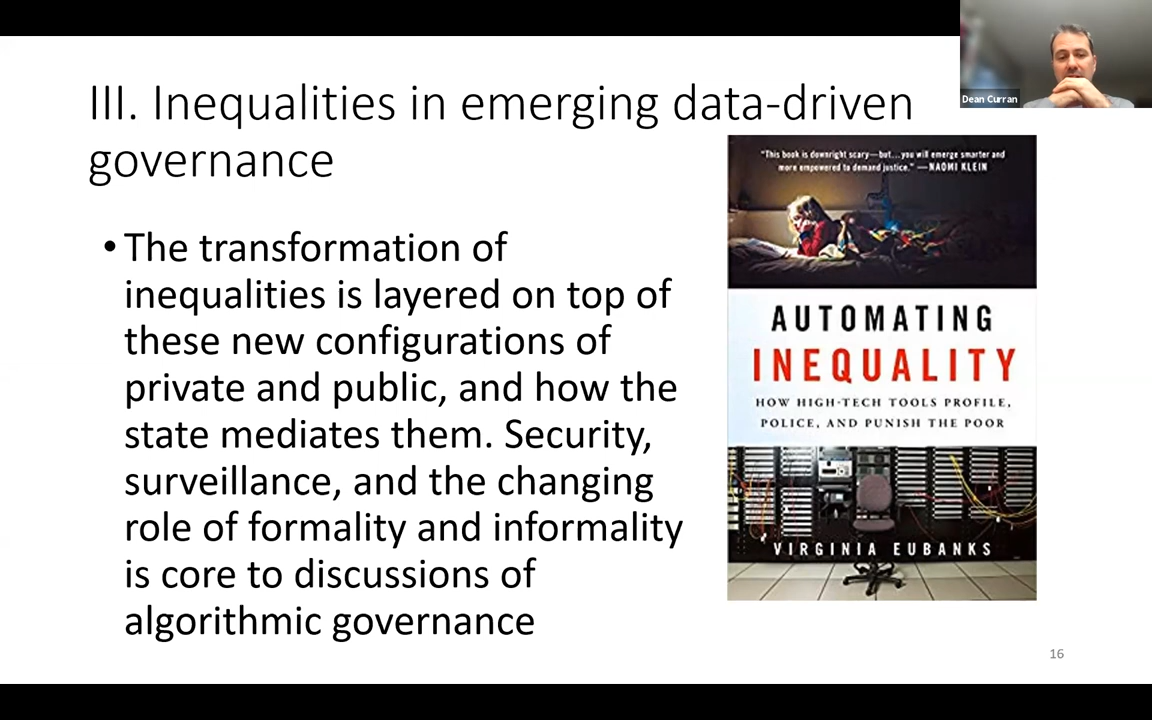 Dean Curran
III. Inequalities in emerging data-driven
governance
• The transformation of
inequalities is layered on top of
these new configurations of
private and public, and how the
state mediates them. Security,
surveillance, and the changing
role of formality and informality
is core to discussions of
algorithmic governance
"This book is downright scary—but...you will emerge smarter and
more empowered to demand justice." —NAOMI KLEIN
AUTOMATING
INEQUALITY
HOW HIGH-TECH TOOLS PROFILE,
POLICE, AND PUNISH THE POOR
VIRGINIA EUBANKS
16